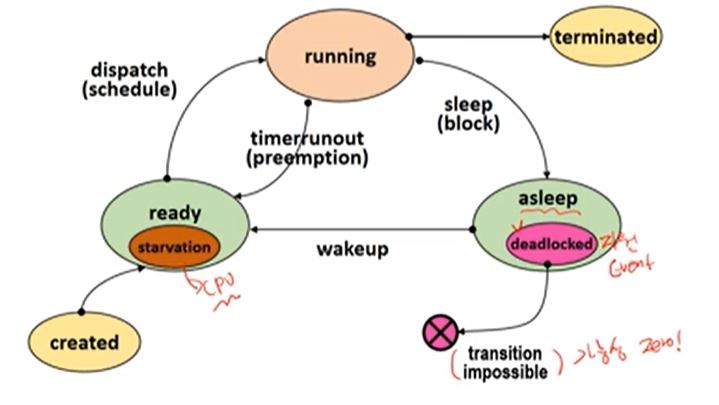 running
terminated
dispatch
(schedule)
sleep
(block)
timerrunout
(preemption)
ready
starvation
asleep
deadlocked
자원
Event
wakeup
CPU
created
(transition
impossible)
가능성 zero!